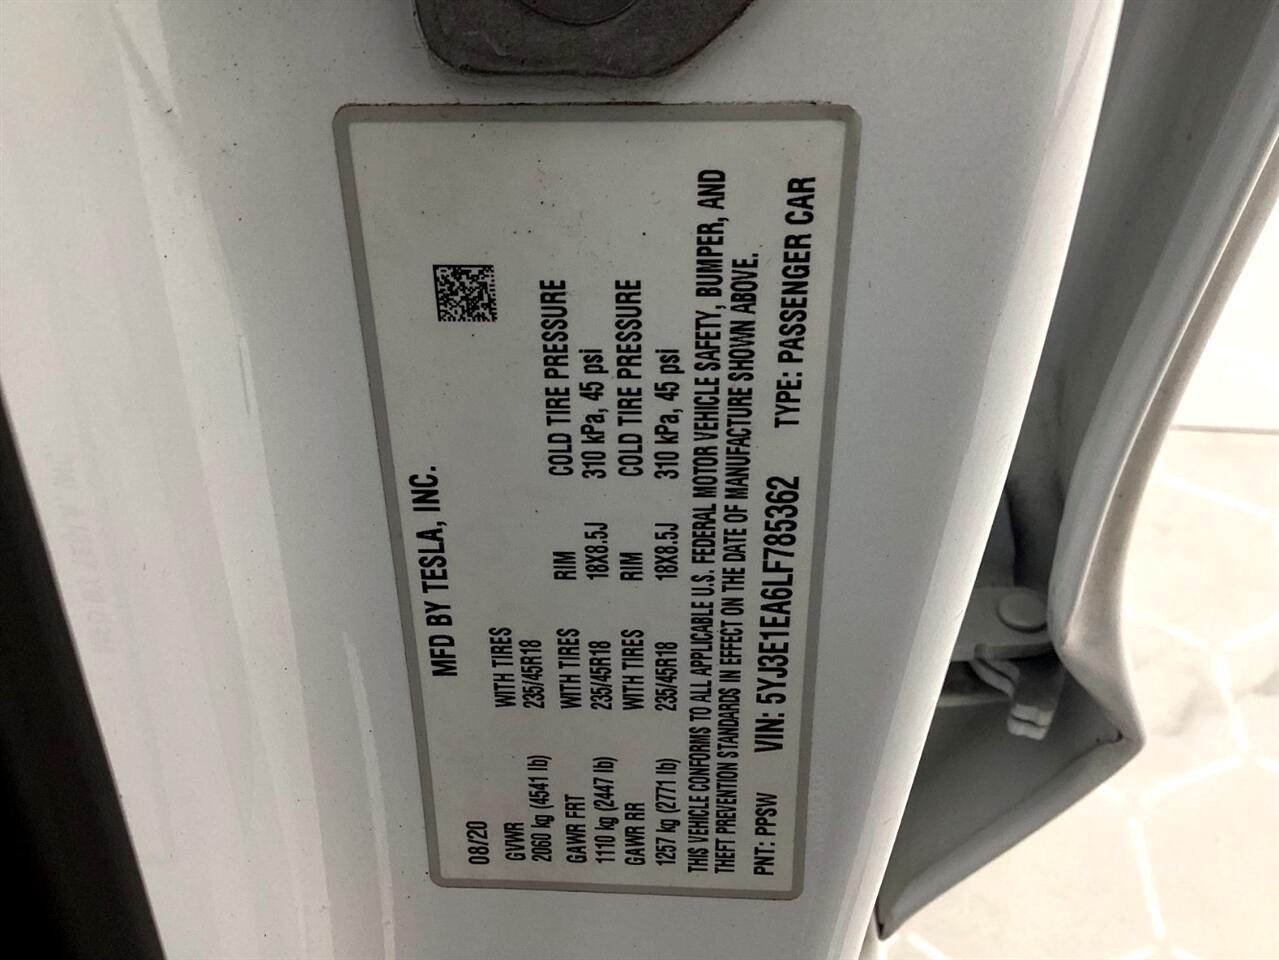 MFD BY TESLA, INC.
08/20
GVWR WITH TIRES
2060 kg (4541 lb) 235/45R18
GAWR FRT WITH TIRES RIM COLD TIRE PRESSURE
1110 kg (2447 lb) 235/45R18 18X8.5J 310 kPa, 45 psi
GAWR RR WITH TIRES RIM COLD TIRE PRESSURE
1257 kg (2771 lb) 235/45R18 18X8.5J 310 kPa, 45 psi
THIS VEHICLE CONFORMS TO ALL APPLICABLE U.S. FEDERAL MOTOR VEHICLE SAFETY, BUMPER, AND
THEFT PREVENTION STANDARDS IN EFFECT ON THE DATE OF MANUFACTURE SHOWN ABOVE.
PNT: PPSW VIN: 5YJ3E1EA6LF785362 TYPE: PASSENGER CAR